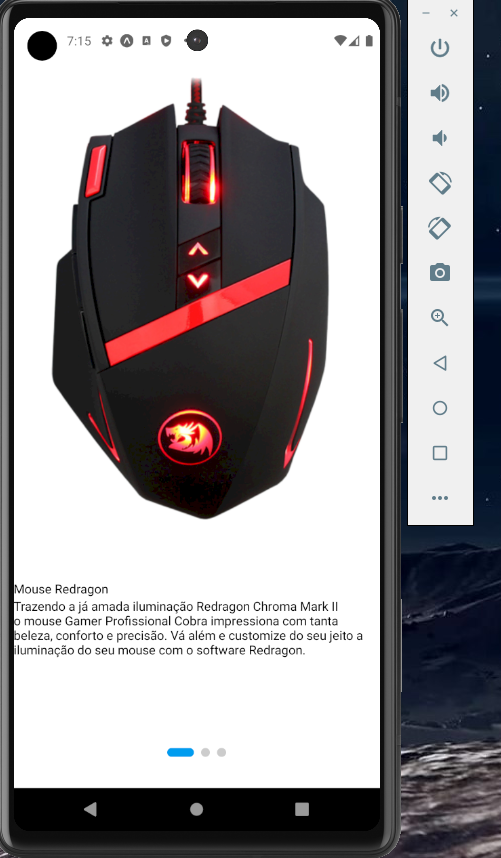 7:15
Mouse Redragon
Trazendo a já amada iluminação Redragon Chroma Mark II
o mouse Gamer Profissional Cobra impressiona com tanta
beleza, conforto e precisão. Vá além e customize do seu jeito a
iluminação do seu mouse com o software Redragon.